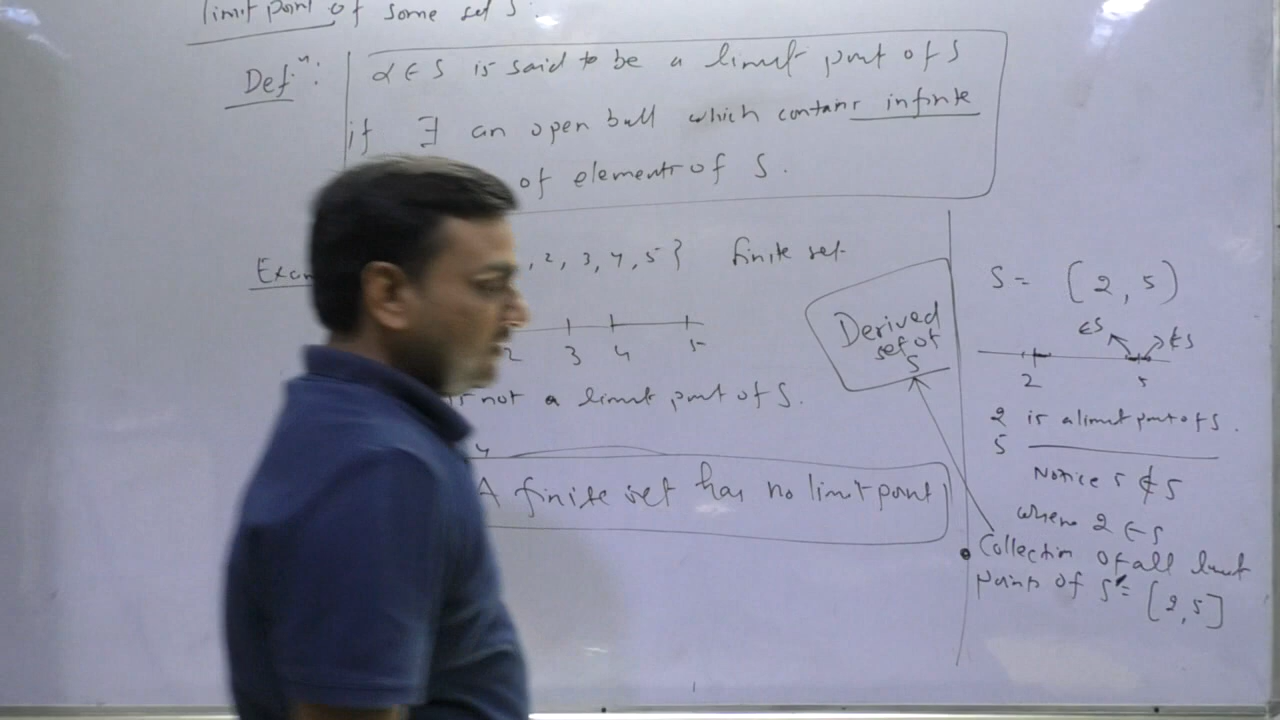 limit point of some set S.
Defⁿ: α ∈ S is said to be a limit point of S
if ∃ an open ball which contains infinite
of elements of S.
Exam , 2, 3, 4, 5 } finite set
2 3 4 5
is not a limit point of S.
4
A finite set has no limit point
Derived
set of
S
S = [2, 5)
∈S ∉S
2 5
2 is a limit point of S.
5
Notice 5 ∉ S
where 2 ∈ S
Collection of all limit
points of S = [2, 5]